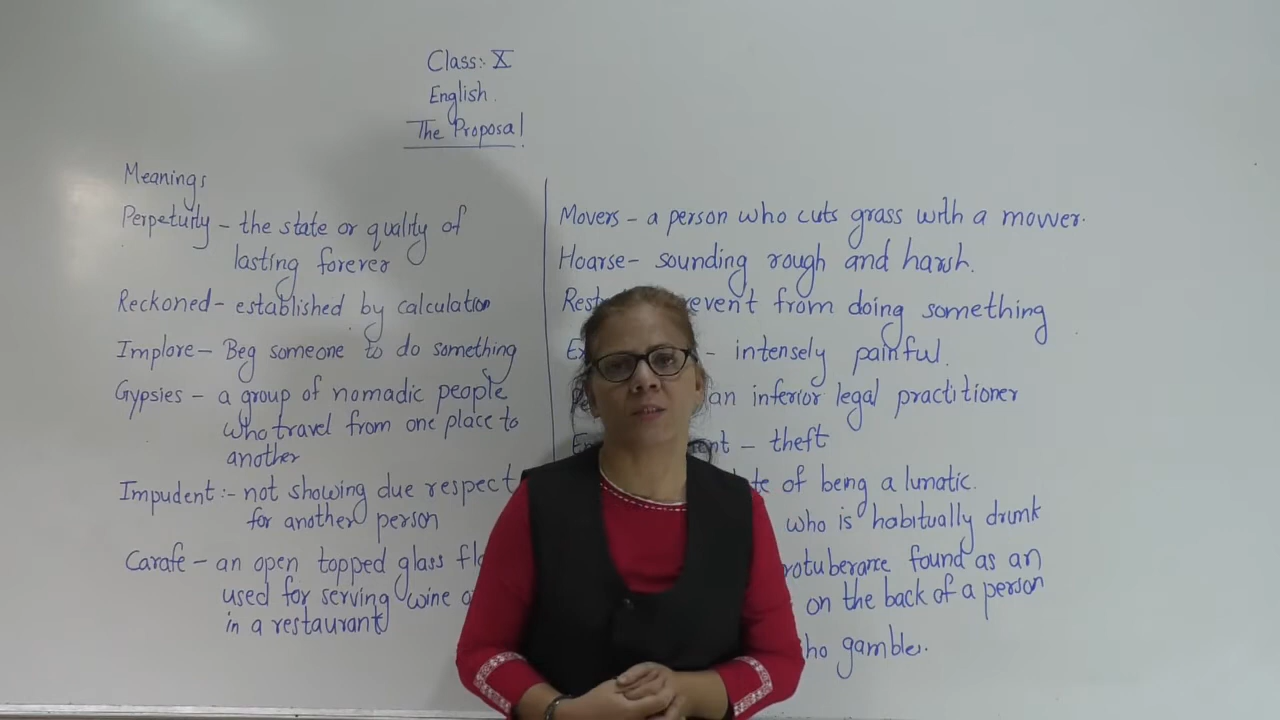 Class:- X
English.
The Proposal
Meanings
Perpetuity - the state or quality of
lasting forever
Reckoned - established by calculation
Implore - Beg someone to do something
Gypsies - a group of nomadic people
who travel from one place to
another
Impudent :- not showing due respect
for another person
Carafe - an open topped glass
used for serving wine
in a restaurant
Movers - a person who cuts grass with a mower.
Hoarse - sounding rough and harsh.
from doing something
- intensely painful.
an inferior legal practitioner
- theft
of being a lunatic.
who is habitually drunk
found as an
on the back of a person
gambler.